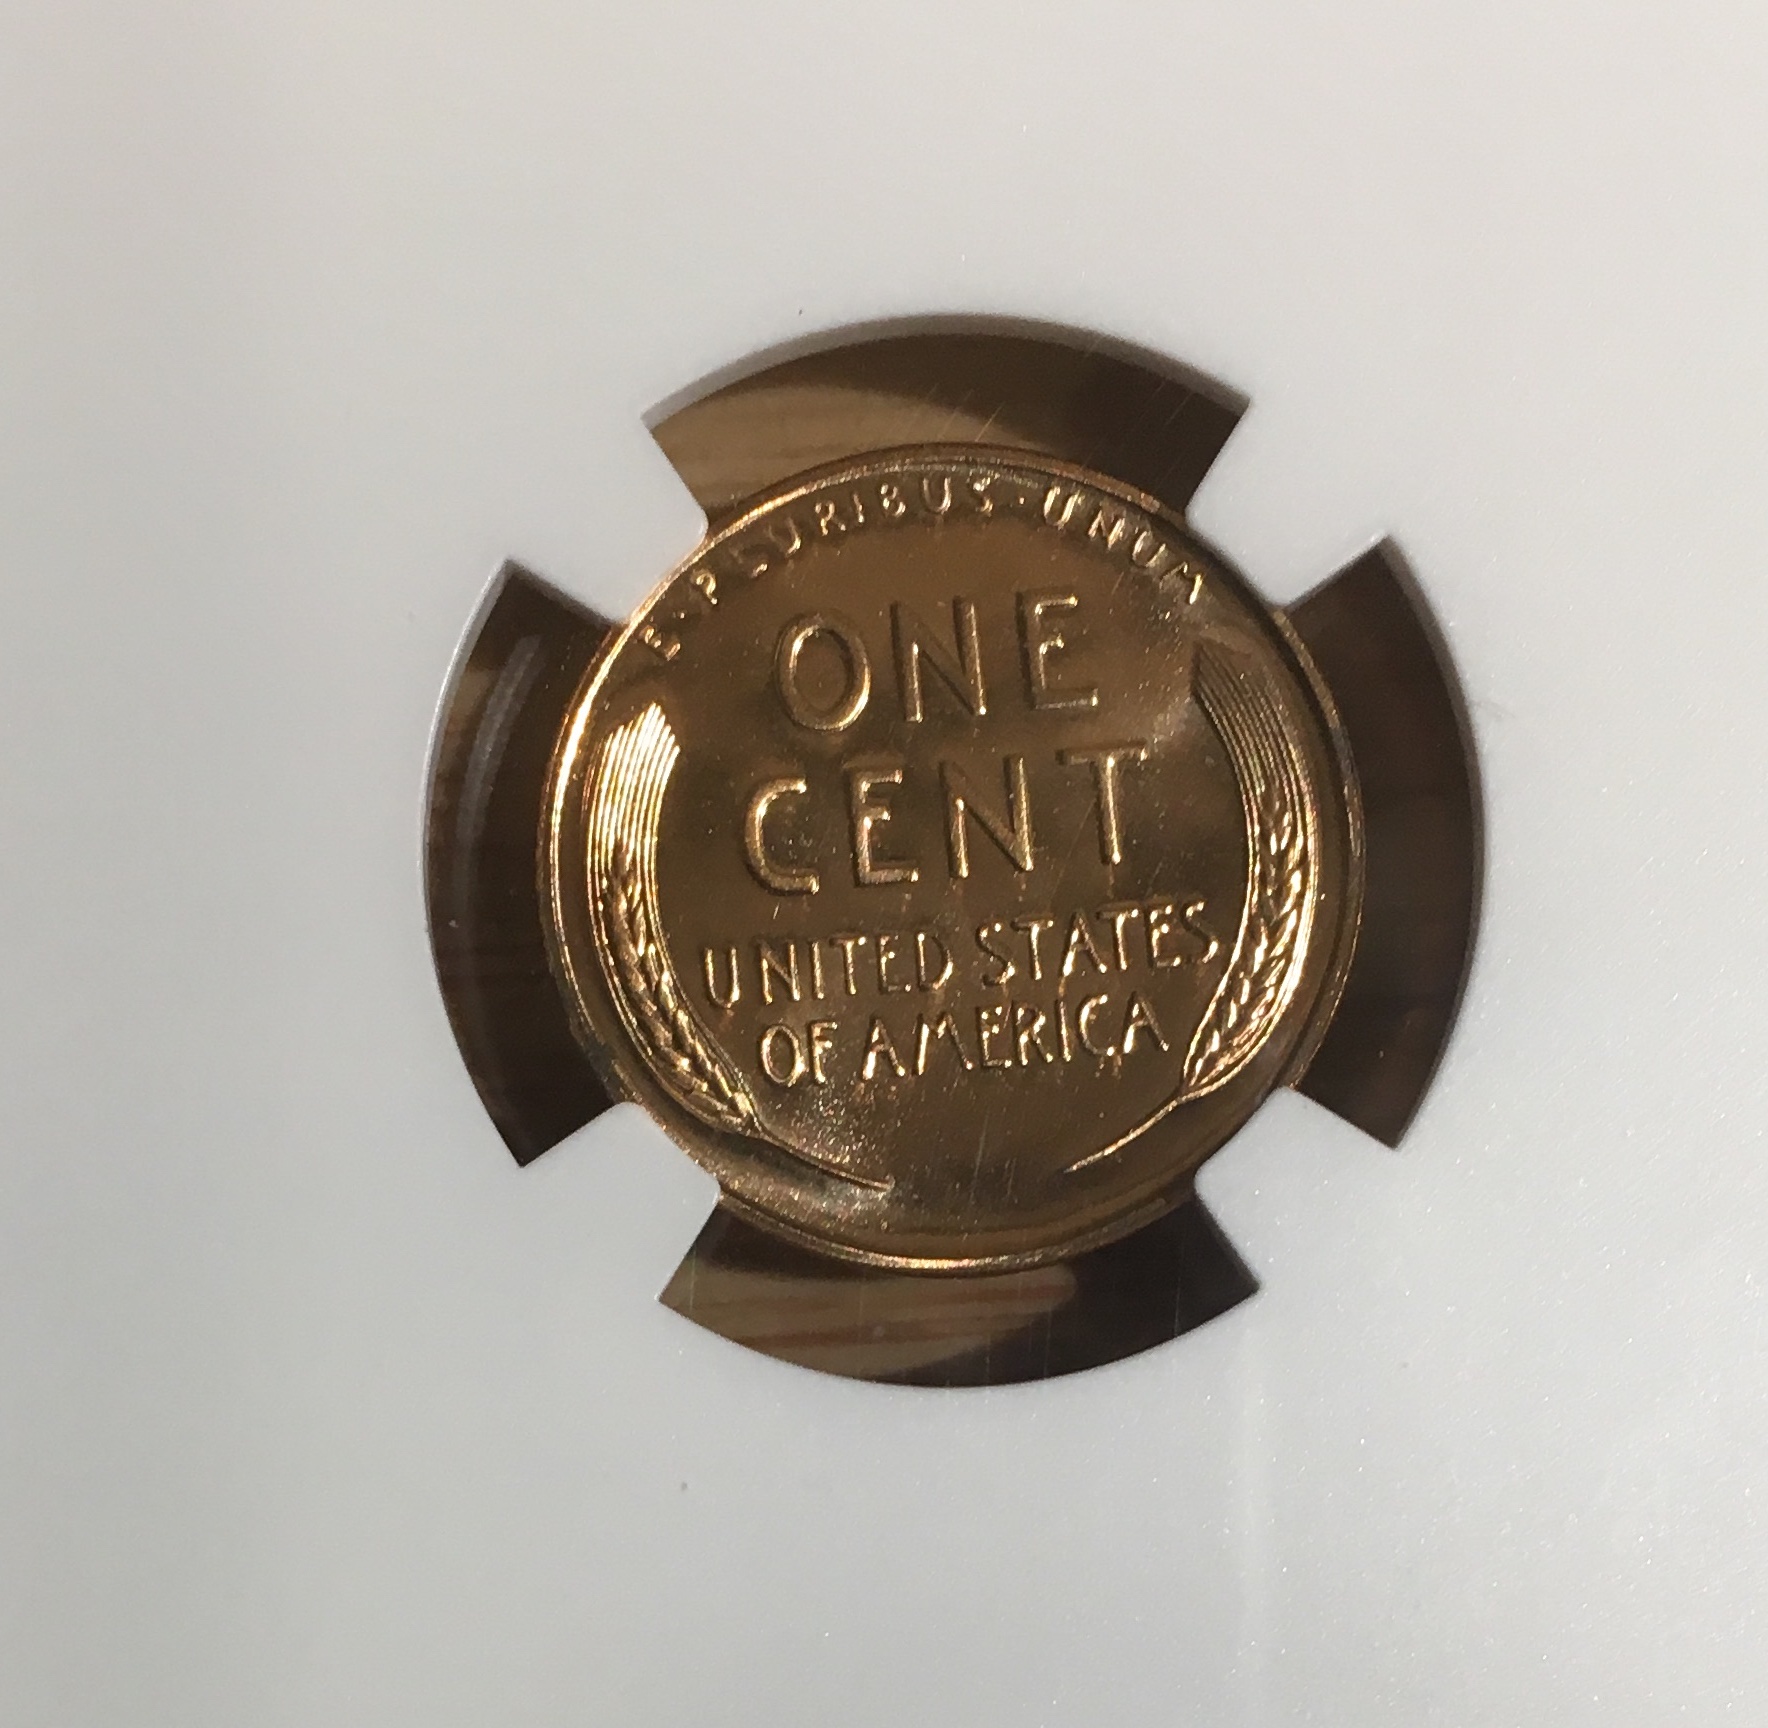 E·PLURIBUS·UNUM
ONE
CENT
UNITED STATES
OF AMERICA